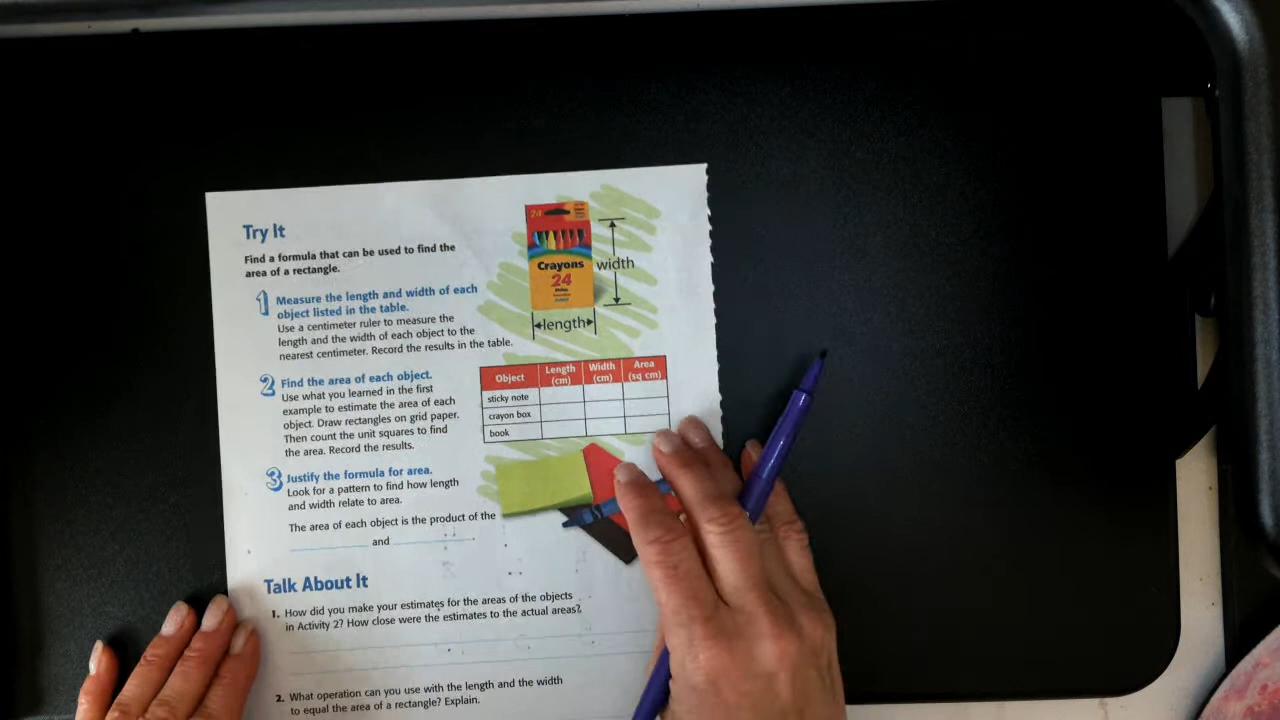 Try It
Find a formula that can be used to find the
area of a rectangle.
1 Measure the length and width of each
object listed in the table.
Use a centimeter ruler to measure the
length and the width of each object to the
nearest centimeter. Record the results in the table.
24
Crayons
24
width
length
2 Find the area of each object.
Use what you learned in the first
example to estimate the area of each
object. Draw rectangles on grid paper.
Then count the unit squares to find
the area. Record the results.
Object Length (cm) Width (cm) Area (sq cm)
sticky note
crayon box
book
3 Justify the formula for area.
Look for a pattern to find how length
and width relate to area.
The area of each object is the product of the
and .
Talk About It
1. How did you make your estimates for the areas of the objects
in Activity 2? How close were the estimates to the actual areas?
2. What operation can you use with the length and the width
to equal the area of a rectangle? Explain.